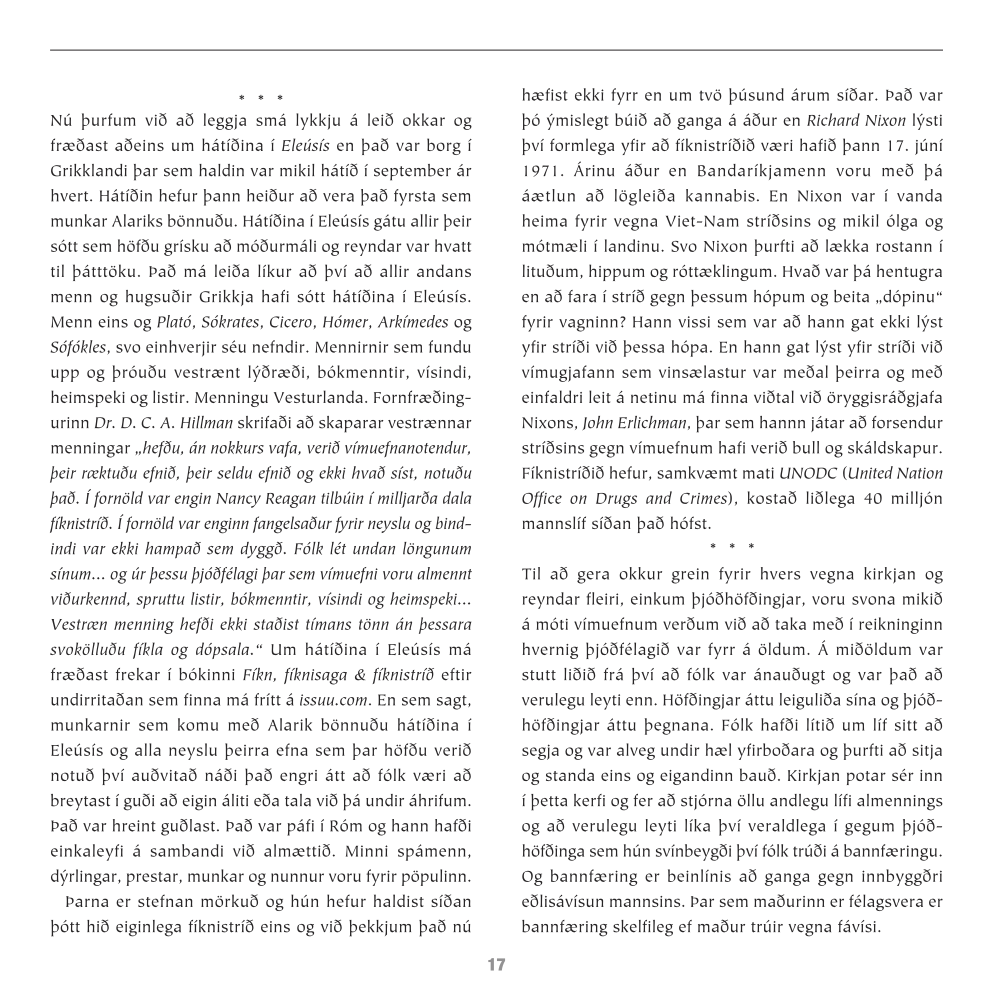 * * *
Nú þurfum við að leggja smá lykkju á leið okkar og
fræðast aðeins um hátíðina í Eleúsís en það var borg í
Grikklandi þar sem haldin var mikil hátíð í september ár
hvert. Hátíðin hefur þann heiður að vera það fyrsta sem
munkar Alariks bönnuðu. Hátíðina í Eleúsís gátu allir þeir
sótt sem höfðu grísku að móðurmáli og reyndar var hvatt
til þátttöku. Það má leiða líkur að því að allir andans
menn og hugsuðir Grikkja hafi sótt hátíðina í Eleúsís.
Menn eins og Plató, Sókrates, Cicero, Hómer, Arkímedes og
Sófókles, svo einhverjir séu nefndir. Mennirnir sem fundu
upp og þróuðu vestrænt lýðræði, bókmenntir, vísindi,
heimspeki og listir. Menningu Vesturlanda. Fornfræðing-
urinn Dr. D. C. A. Hillman skrifaði að skaparar vestrænnar
menningar „hefðu, án nokkurs vafa, verið vímuefnanotendur,
þeir ræktuðu efnið, þeir seldu efnið og ekki hvað síst, notuðu
það. Í fornöld var engin Nancy Reagan tilbúin í milljarða dala
fíknistríð. Í fornöld var enginn fangelsaður fyrir neyslu og bind-
indi var ekki hampað sem dyggð. Fólk lét undan löngunum
sínum... og úr þessu þjóðfélagi þar sem vímuefni voru almennt
viðurkennd, spruttu listir, bókmenntir, vísindi og heimspeki...
Vestræn menning hefði ekki staðist tímans tönn án þessara
svokölluðu fíkla og dópsala.“ Um hátíðina í Eleúsís má
fræðast frekar í bókinni Fíkn, fíknisaga & fíknistríð eftir
undirritaðan sem finna má frítt á issuu.com. En sem sagt,
munkarnir sem komu með Alarik bönnuðu hátíðina í
Eleúsís og alla neyslu þeirra efna sem þar höfðu verið
notuð því auðvitað náði það engri átt að fólk væri að
breytast í guði að eigin áliti eða tala við þá undir áhrifum.
Það var hreint guðlast. Það var páfi í Róm og hann hafði
einkaleyfi á sambandi við almættið. Minni spámenn,
dýrlingar, prestar, munkar og nunnur voru fyrir pöpulinn.
Þarna er stefnan mörkuð og hún hefur haldist síðan
þótt hið eiginlega fíknistríð eins og við þekkjum það nú
hæfist ekki fyrr en um tvö þúsund árum síðar. Það var
þó ýmislegt búið að ganga á áður en Richard Nixon lýsti
því formlega yfir að fíknistríðið væri hafið þann 17. júní
1971. Árinu áður en Bandaríkjamenn voru með þá
áætlun að lögleiða kannabis. En Nixon var í vanda
heima fyrir vegna Viet-Nam stríðsins og mikil ólga og
mótmæli í landinu. Svo Nixon þurfti að lækka rostann í
lituðum, hippum og róttæklingum. Hvað var þá hentugra
en að fara í stríð gegn þessum hópum og beita „dópinu“
fyrir vagninn? Hann vissi sem var að hann gat ekki lýst
yfir stríði við þessa hópa. En hann gat lýst yfir stríði við
vímugjafann sem vinsælastur var meðal þeirra og með
einfaldri leit á netinu má finna viðtal við öryggisráðgjafa
Nixons, John Erlichman, þar sem hannn játar að forsendur
stríðsins gegn vímuefnum hafi verið bull og skáldskapur.
Fíknistríðið hefur, samkvæmt mati UNODC (United Nation
Office on Drugs and Crimes), kostað liðlega 40 milljón
mannslíf síðan það hófst.
* * *
Til að gera okkur grein fyrir hvers vegna kirkjan og
reyndar fleiri, einkum þjóðhöfðingjar, voru svona mikið
á móti vímuefnum verðum við að taka með í reikninginn
hvernig þjóðfélagið var fyrr á öldum. Á miðöldum var
stutt liðið frá því að fólk var ánauðugt og var það að
verulegu leyti enn. Höfðingjar áttu leiguliða sína og þjóð-
höfðingjar áttu þegnana. Fólk hafði lítið um líf sitt að
segja og var alveg undir hæl yfirboðara og þurfti að sitja
og standa eins og eigandinn bauð. Kirkjan potar sér inn
í þetta kerfi og fer að stjórna öllu andlegu lífi almennings
og að verulegu leyti líka því veraldlega í gegum þjóð-
höfðinga sem hún svínbeygði því fólk trúði á bannfæringu.
Og bannfæring er beinlínis að ganga gegn innbyggðri
eðlisávísun mannsins. Þar sem maðurinn er félagsvera er
bannfæring skelfileg ef maður trúir vegna fávísi.
17